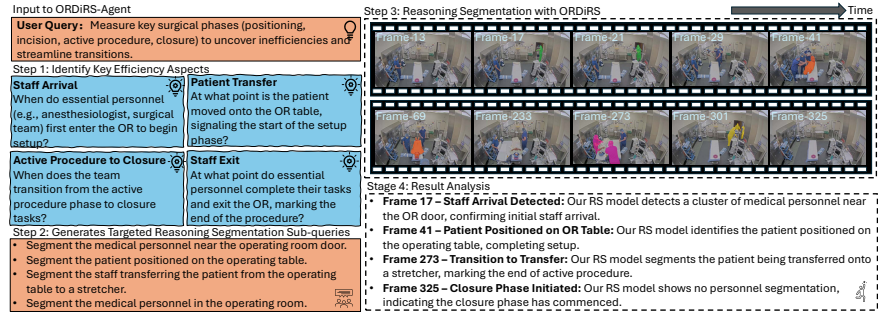 Input to ORDiRS-Agent
User Query: Measure key surgical phases (positioning,
incision, active procedure, closure) to uncover inefficiencies and
streamline transitions.
Step 1: Identify Key Efficiency Aspects
Staff Arrival
When do essential personnel
(e.g., anesthesiologist, surgical
team) first enter the OR to begin
setup?
Patient Transfer
At what point is the patient
moved onto the OR table,
signaling the start of the setup
phase?
Active Procedure to Closure
When does the team
transition from the active
procedure phase to closure
tasks?
Staff Exit
At what point do essential
personnel complete their tasks
and exit the OR, marking the
end of the procedure?
Step 2: Generates Targeted Reasoning Segmentation Sub-queries
• Segment the medical personnel near the operating room door.
• Segment the patient positioned on the operating table.
• Segment the staff transferring the patient from the operating
table to a stretcher.
• Segment the medical personnel in the operating room.
Step 3: Reasoning Segmentation with ORDiRS
Time
Frame-13
Frame-17
Frame-21
Frame-29
Frame-41
Frame-69
Frame-233
Frame-273
Frame-301
Frame-325
Stage 4: Result Analysis
• Frame 17 – Staff Arrival Detected: Our RS model detects a cluster of medical personnel near
the OR door, confirming initial staff arrival.
• Frame 41 – Patient Positioned on OR Table: Our RS model identifies the patient positioned on
the operating table, completing setup.
• Frame 273 – Transition to Transfer: Our RS model segments the patient being transferred onto
a stretcher, marking the end of active procedure.
• Frame 325 – Closure Phase Initiated: Our RS model shows no personnel segmentation,
indicating the closure phase has commenced.